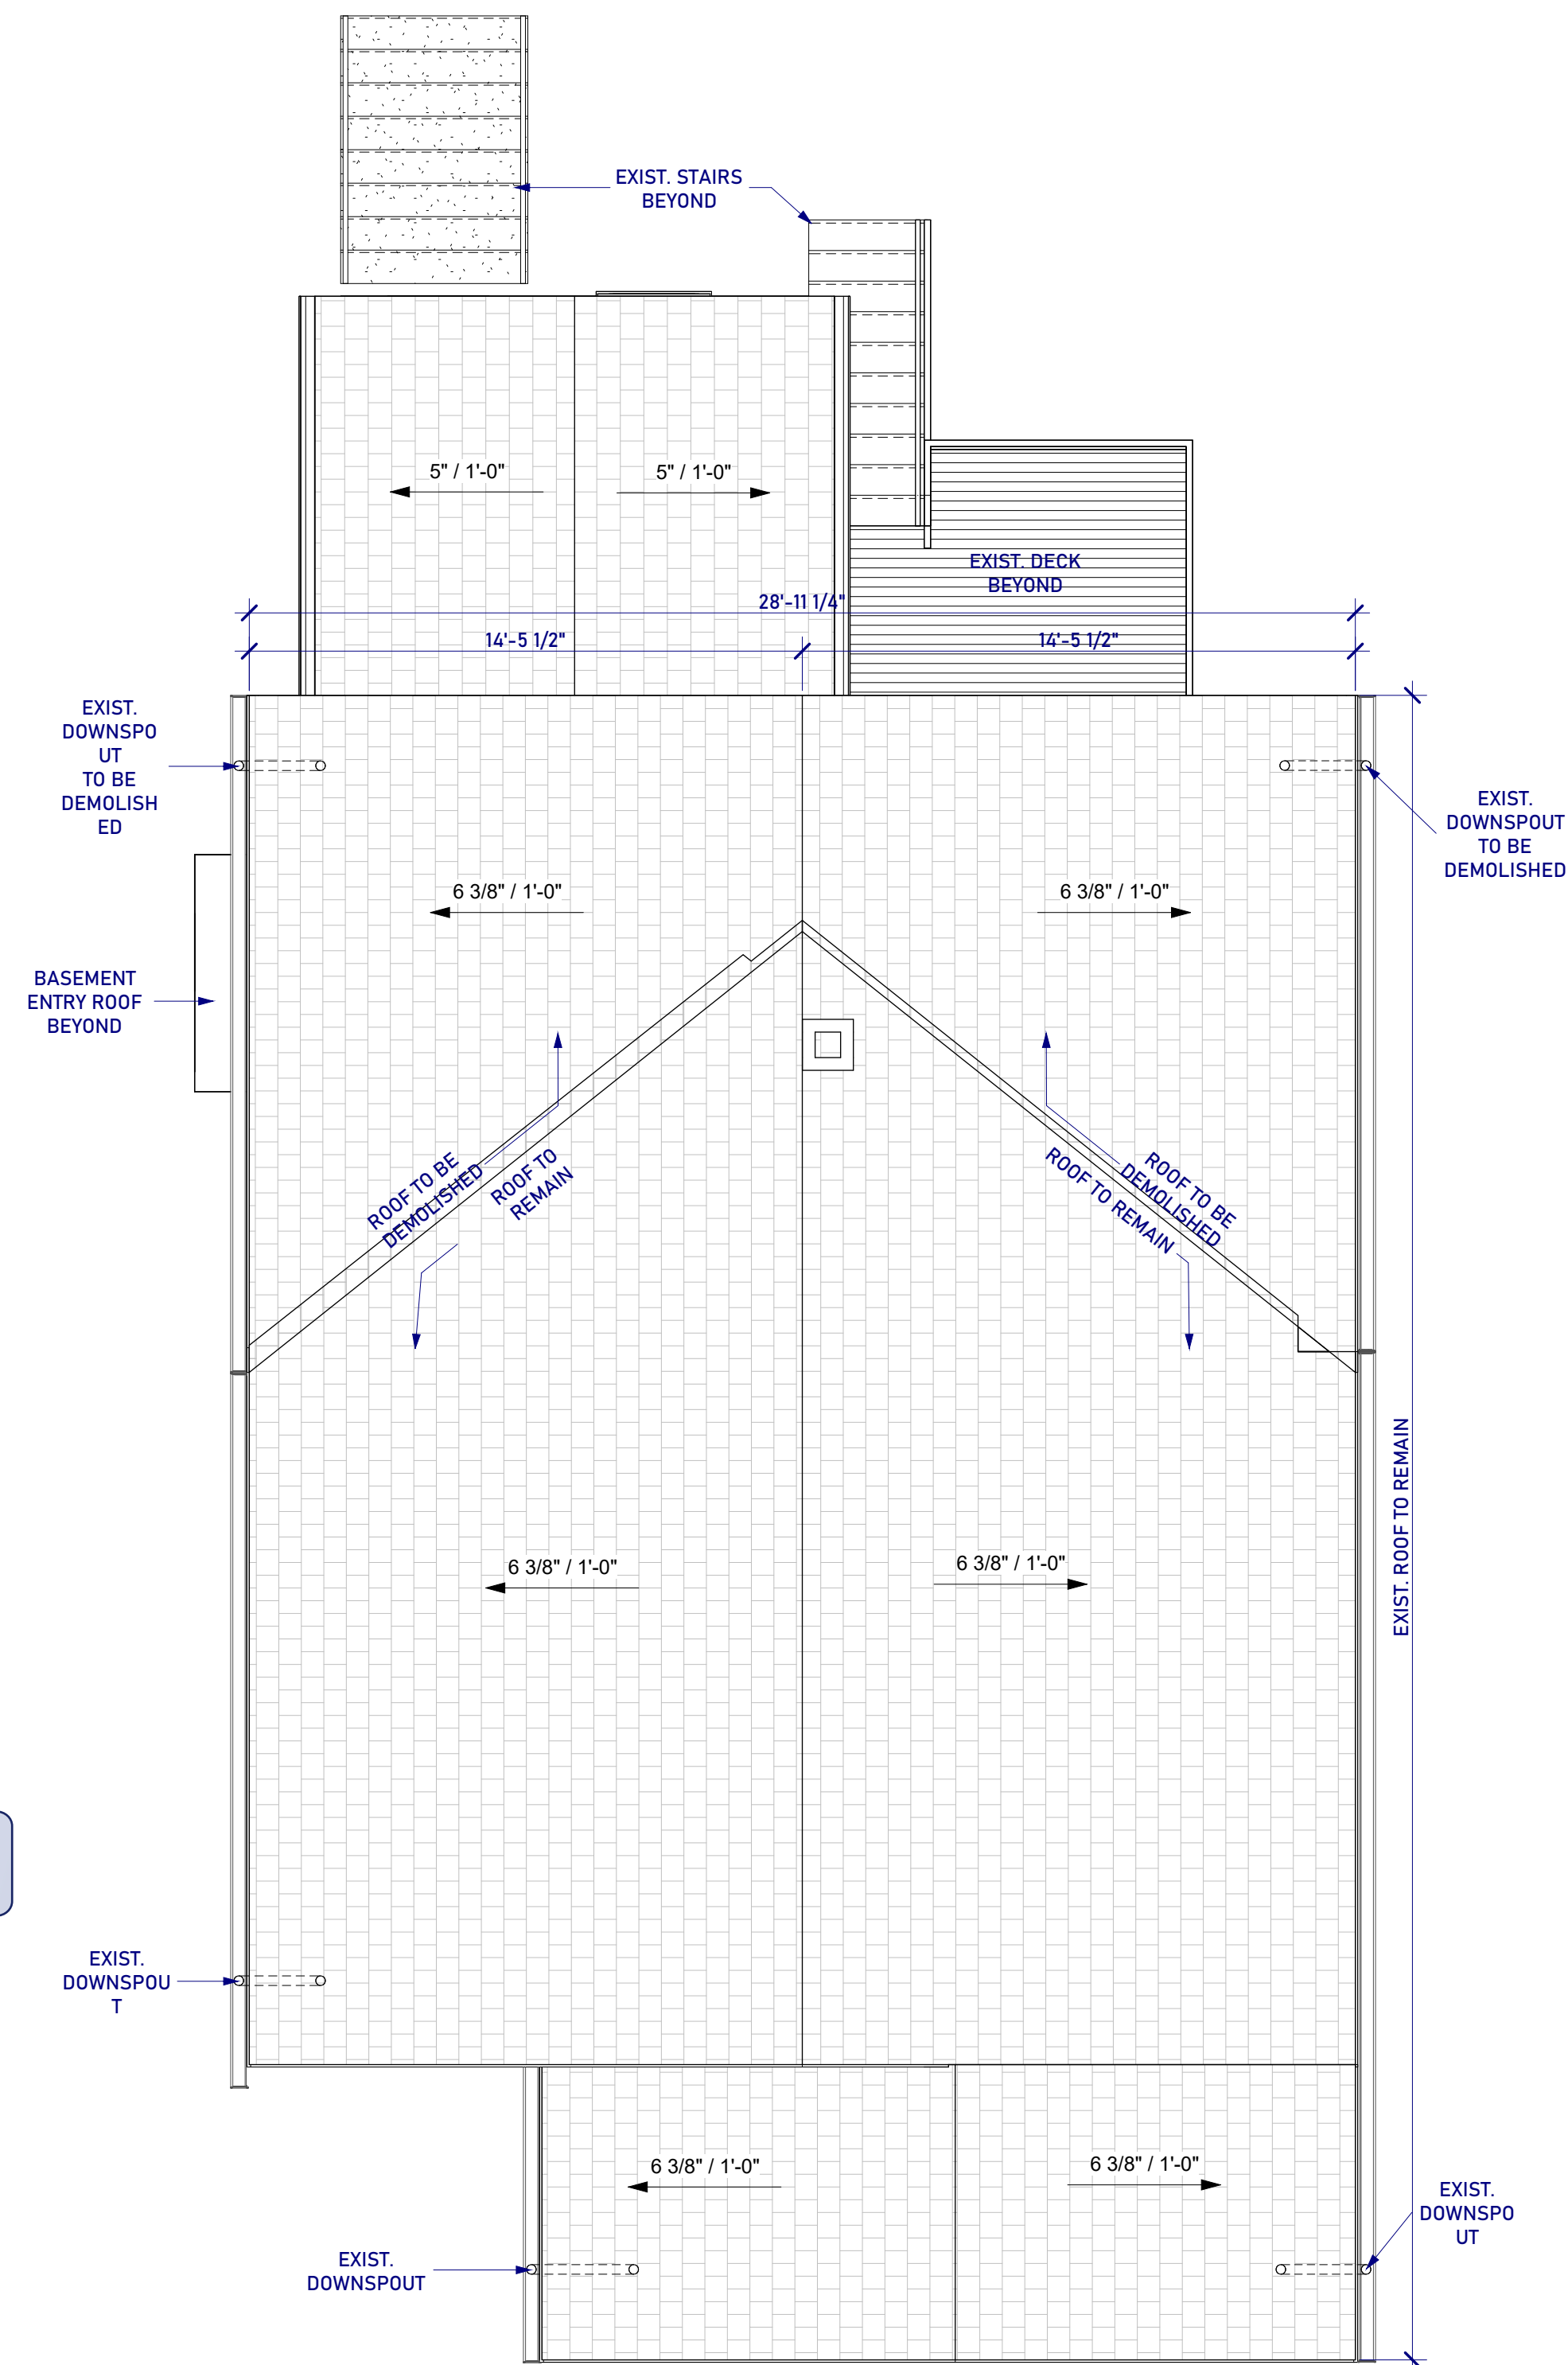 EXIST. STAIRS
BEYOND
5" / 1'-0"
5" / 1'-0"
EXIST. DECK
BEYOND
28'-11 1/4"
14'-5 1/2"
14'-5 1/2"
EXIST.
DOWNSPO
UT
TO BE
DEMOLISH
ED
EXIST.
DOWNSPOUT
TO BE
DEMOLISHED
6 3/8" / 1'-0"
6 3/8" / 1'-0"
BASEMENT
ENTRY ROOF
BEYOND
ROOF TO BE
DEMOLISHED
ROOF TO
REMAIN
ROOF TO BE
DEMOLISHED
ROOF TO REMAIN
EXIST. ROOF TO REMAIN
6 3/8" / 1'-0"
6 3/8" / 1'-0"
EXIST.
DOWNSPOU
T
6 3/8" / 1'-0"
6 3/8" / 1'-0"
EXIST.
DOWNSPO
UT
EXIST.
DOWNSPOUT